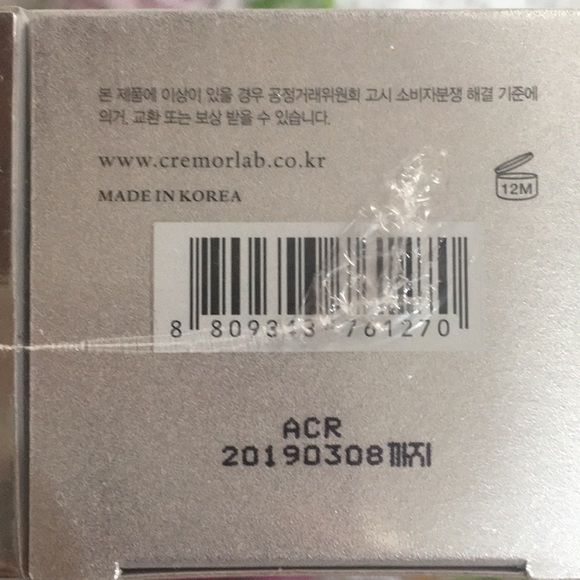 본 제품에 이상이 있을 경우 공정거래위원회 고시 소비자분쟁 해결 기준에
의거, 교환 또는 보상 받을 수 있습니다.
www.cremorlab.co.kr
MADE IN KOREA
12M
8 809343 761270
ACR
20190308까지